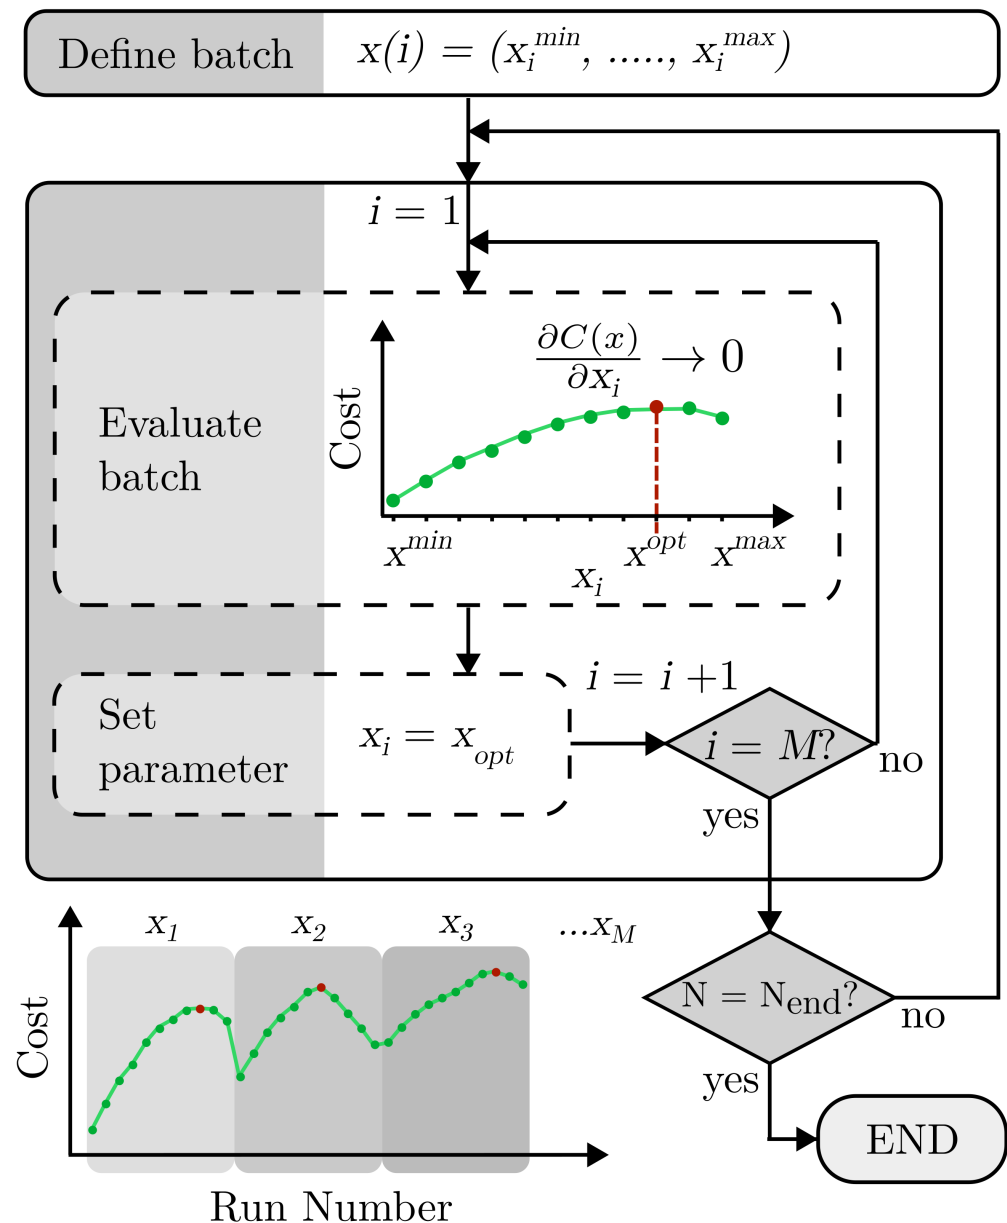 Define batch x(i) = (x_i^min, ....., x_i^max)
i = 1
∂C(x)/∂x_i → 0
Cost
Evaluate
batch
x^min x^opt x^max
x_i
i = i +1
Set
parameter
x_i = x_opt
i = M?
no
yes
x_1 x_2 x_3 ...x_M
Cost
N = N_end?
no
yes
END
Run Number